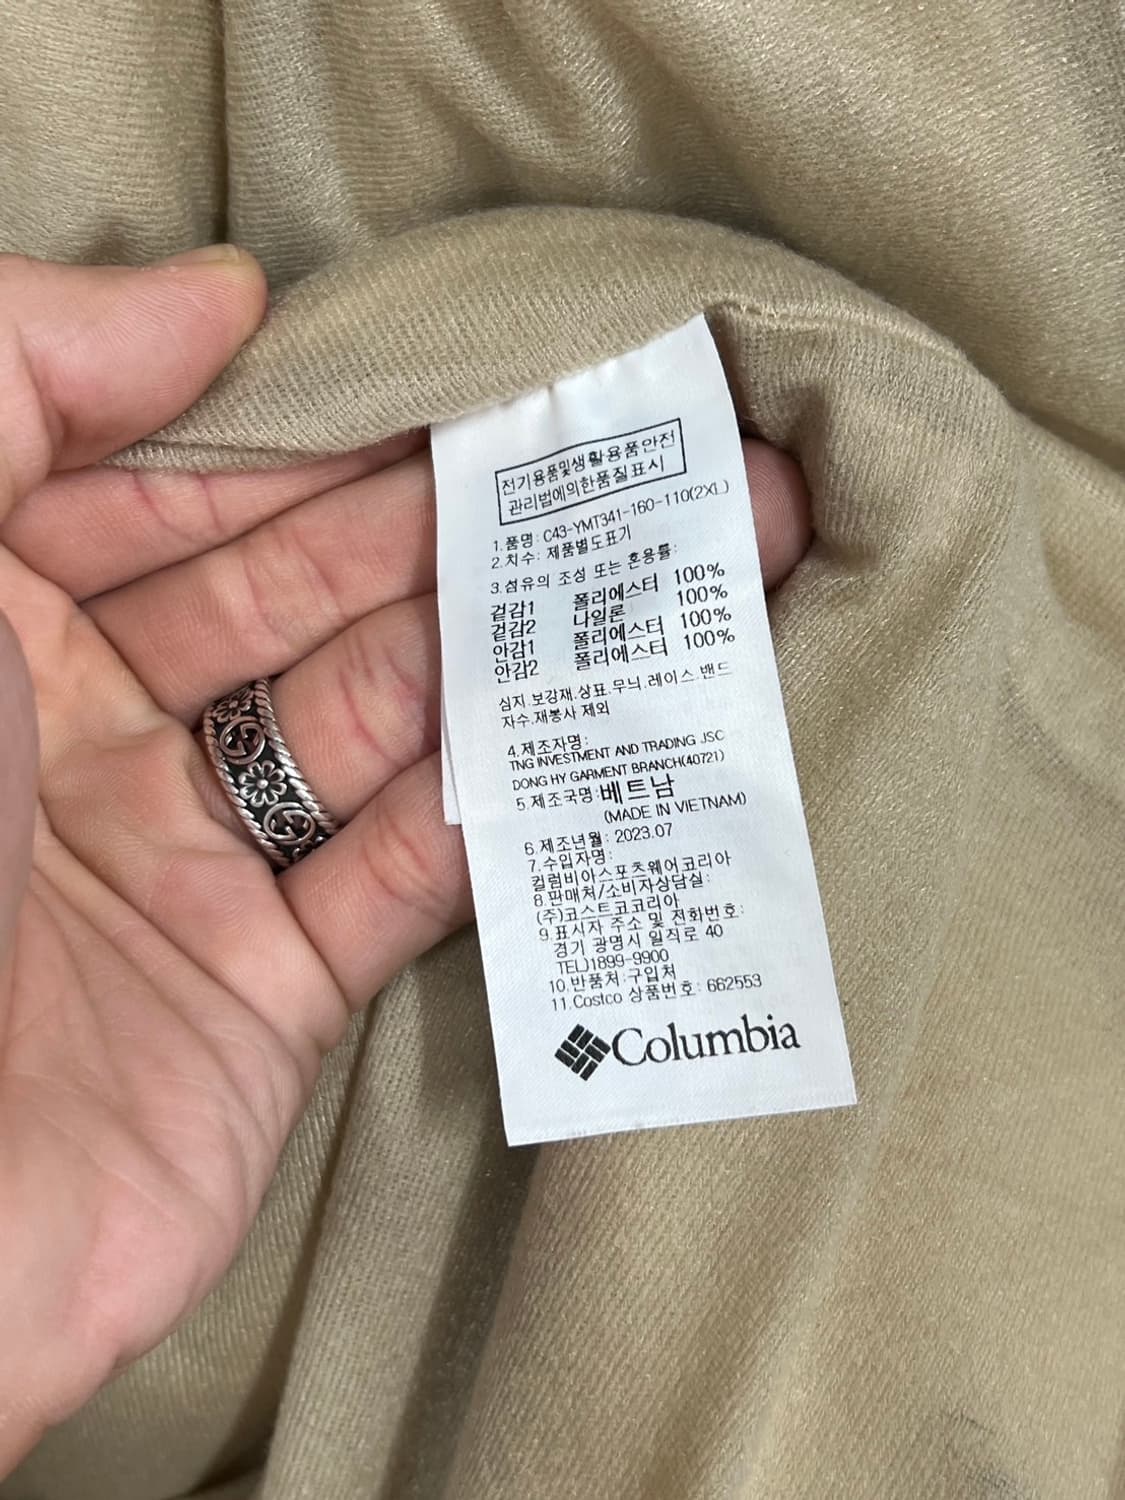 전기용품및생활용품안전
관리법에의한품질표시
1.품명: C43-YMT341-160-110(2XL)
2.치수: 제품별도표기
3.섬유의 조성 또는 혼용률:
겉감1 폴리에스터 100%
겉감2 나일론 100%
안감1 폴리에스터 100%
안감2 폴리에스터 100%
심지.보강재.상표.무늬.레이스.밴드
자수.재봉사 제외
4.제조자명:
TNG INVESTMENT AND TRADING JSC
DONG HY GARMENT BRANCH(40721)
5.제조국명:베트남
(MADE IN VIETNAM)
6.제조년월: 2023.07
7.수입자명:
컬럼비아스포츠웨어코리아
8.판매처/소비자상담실:
(주)코스트코코리아
9.표시자 주소 및 전화번호:
경기 광명시 일직로 40
TEL)1899-9900
10.반품처:구입처
11.Costco 상품번호: 662553
Columbia